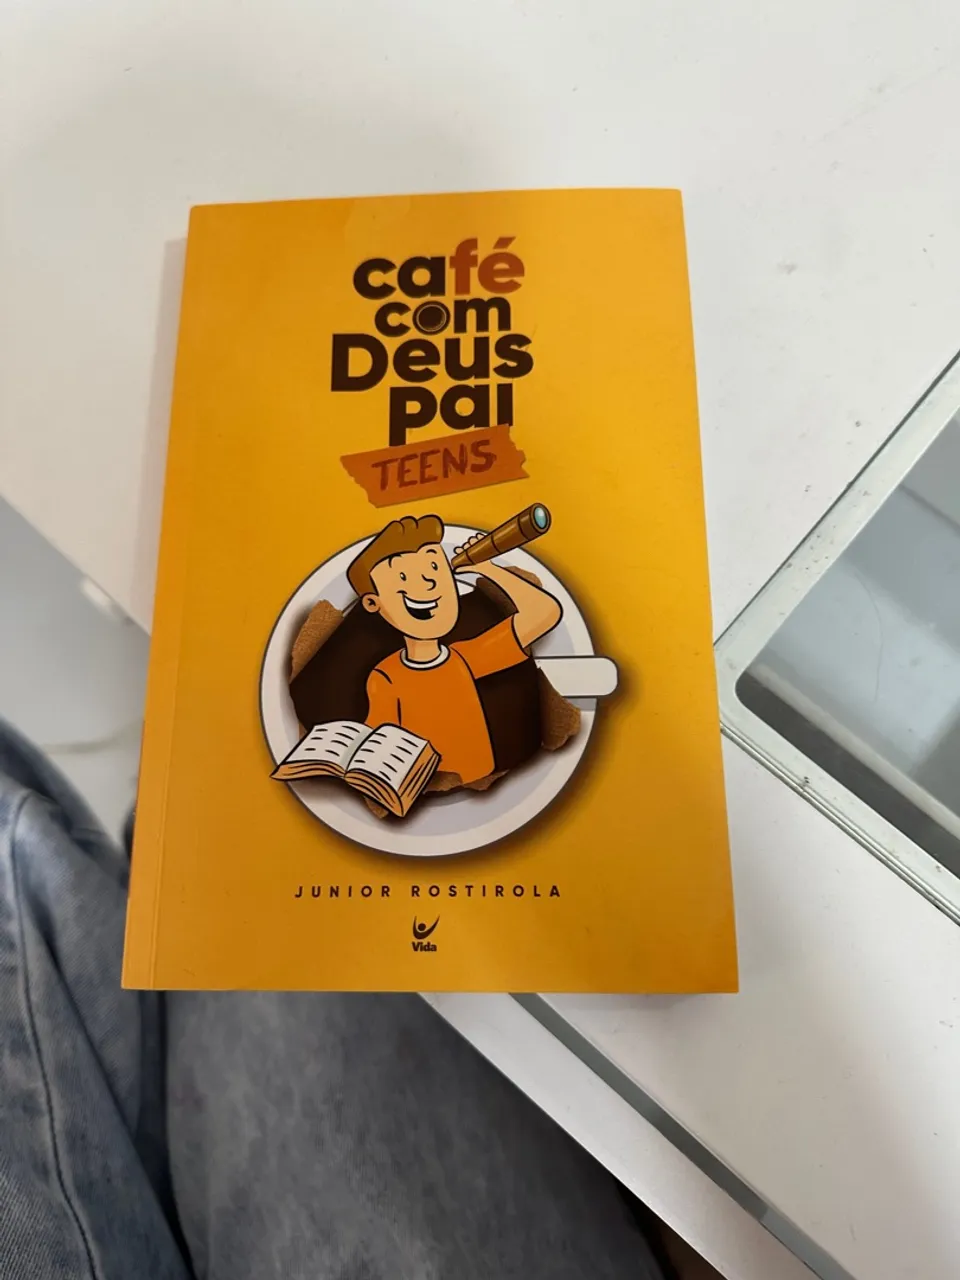 café
com
Deus
pai
TEENS
JUNIOR ROSTIROLA
Vida